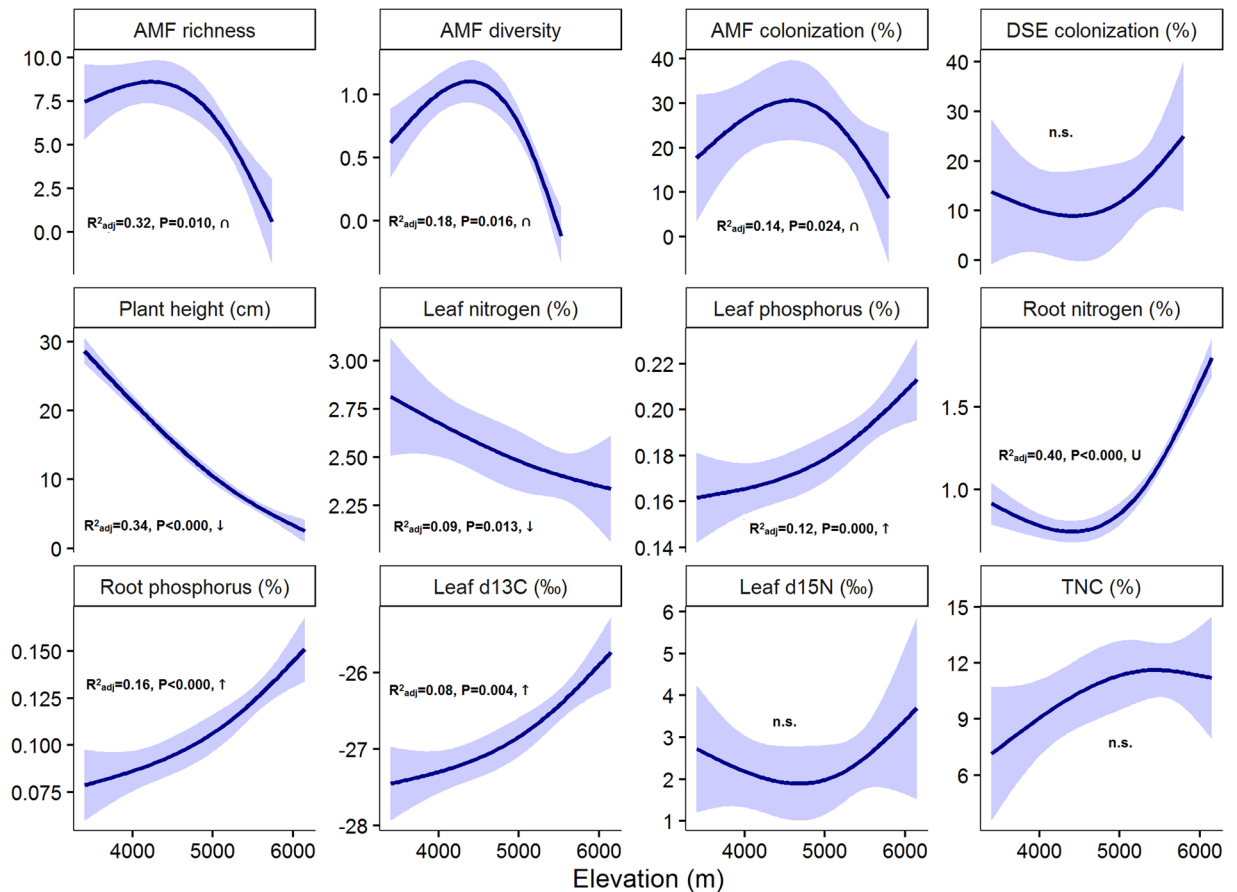 AMF richness
AMF diversity
AMF colonization (%)
DSE colonization (%)
10.0
7.5
5.0
2.5
0.0
R²adj=0.32, P=0.010, ∩
1.0
0.5
0.0
R²adj=0.18, P=0.016, ∩
40
30
20
10
0
R²adj=0.14, P=0.024, ∩
40
30
20
10
0
n.s.
Plant height (cm)
Leaf nitrogen (%)
Leaf phosphorus (%)
Root nitrogen (%)
30
20
10
0
R²adj=0.34, P<0.000, ↓
3.00
2.75
2.50
2.25
R²adj=0.09, P=0.013, ↓
0.22
0.20
0.18
0.16
0.14
R²adj=0.12, P=0.000, ↑
1.5
1.0
R²adj=0.40, P<0.000, U
Root phosphorus (%)
Leaf d13C (‰)
Leaf d15N (‰)
TNC (%)
0.150
0.125
0.100
0.075
R²adj=0.16, P<0.000, ↑
-26
-27
-28
R²adj=0.08, P=0.004, ↑
6
5
4
3
2
1
n.s.
15
12
9
6
n.s.
4000 5000 6000
4000 5000 6000
4000 5000 6000
4000 5000 6000
Elevation (m)